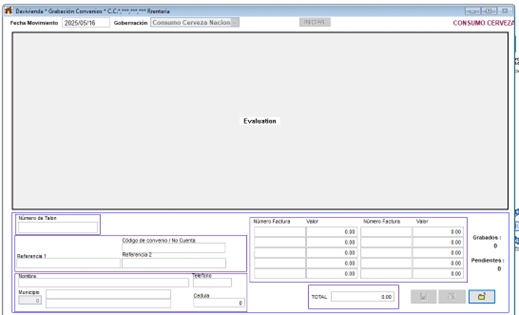 Davivienda * Grabación Convenios * C.C.*,***,***,*** Rrenteria
Fecha Movimiento 2025/05/16 Gobernación Consumo Cerveza Nacion INICIAR CONSUMO CERVEZA
Evaluation
Número de Talon
Código de convenio / No Cuenta
Referencia 1 Referencia 2
Nombre Telefono
Municipio Cedula
0 0
Número Factura Valor Número Factura Valor
0.00 0.00
0.00 0.00
0.00 0.00
0.00 0.00
0.00 0.00
TOTAL 0.00
Grabados :
0
Pendientes :
0